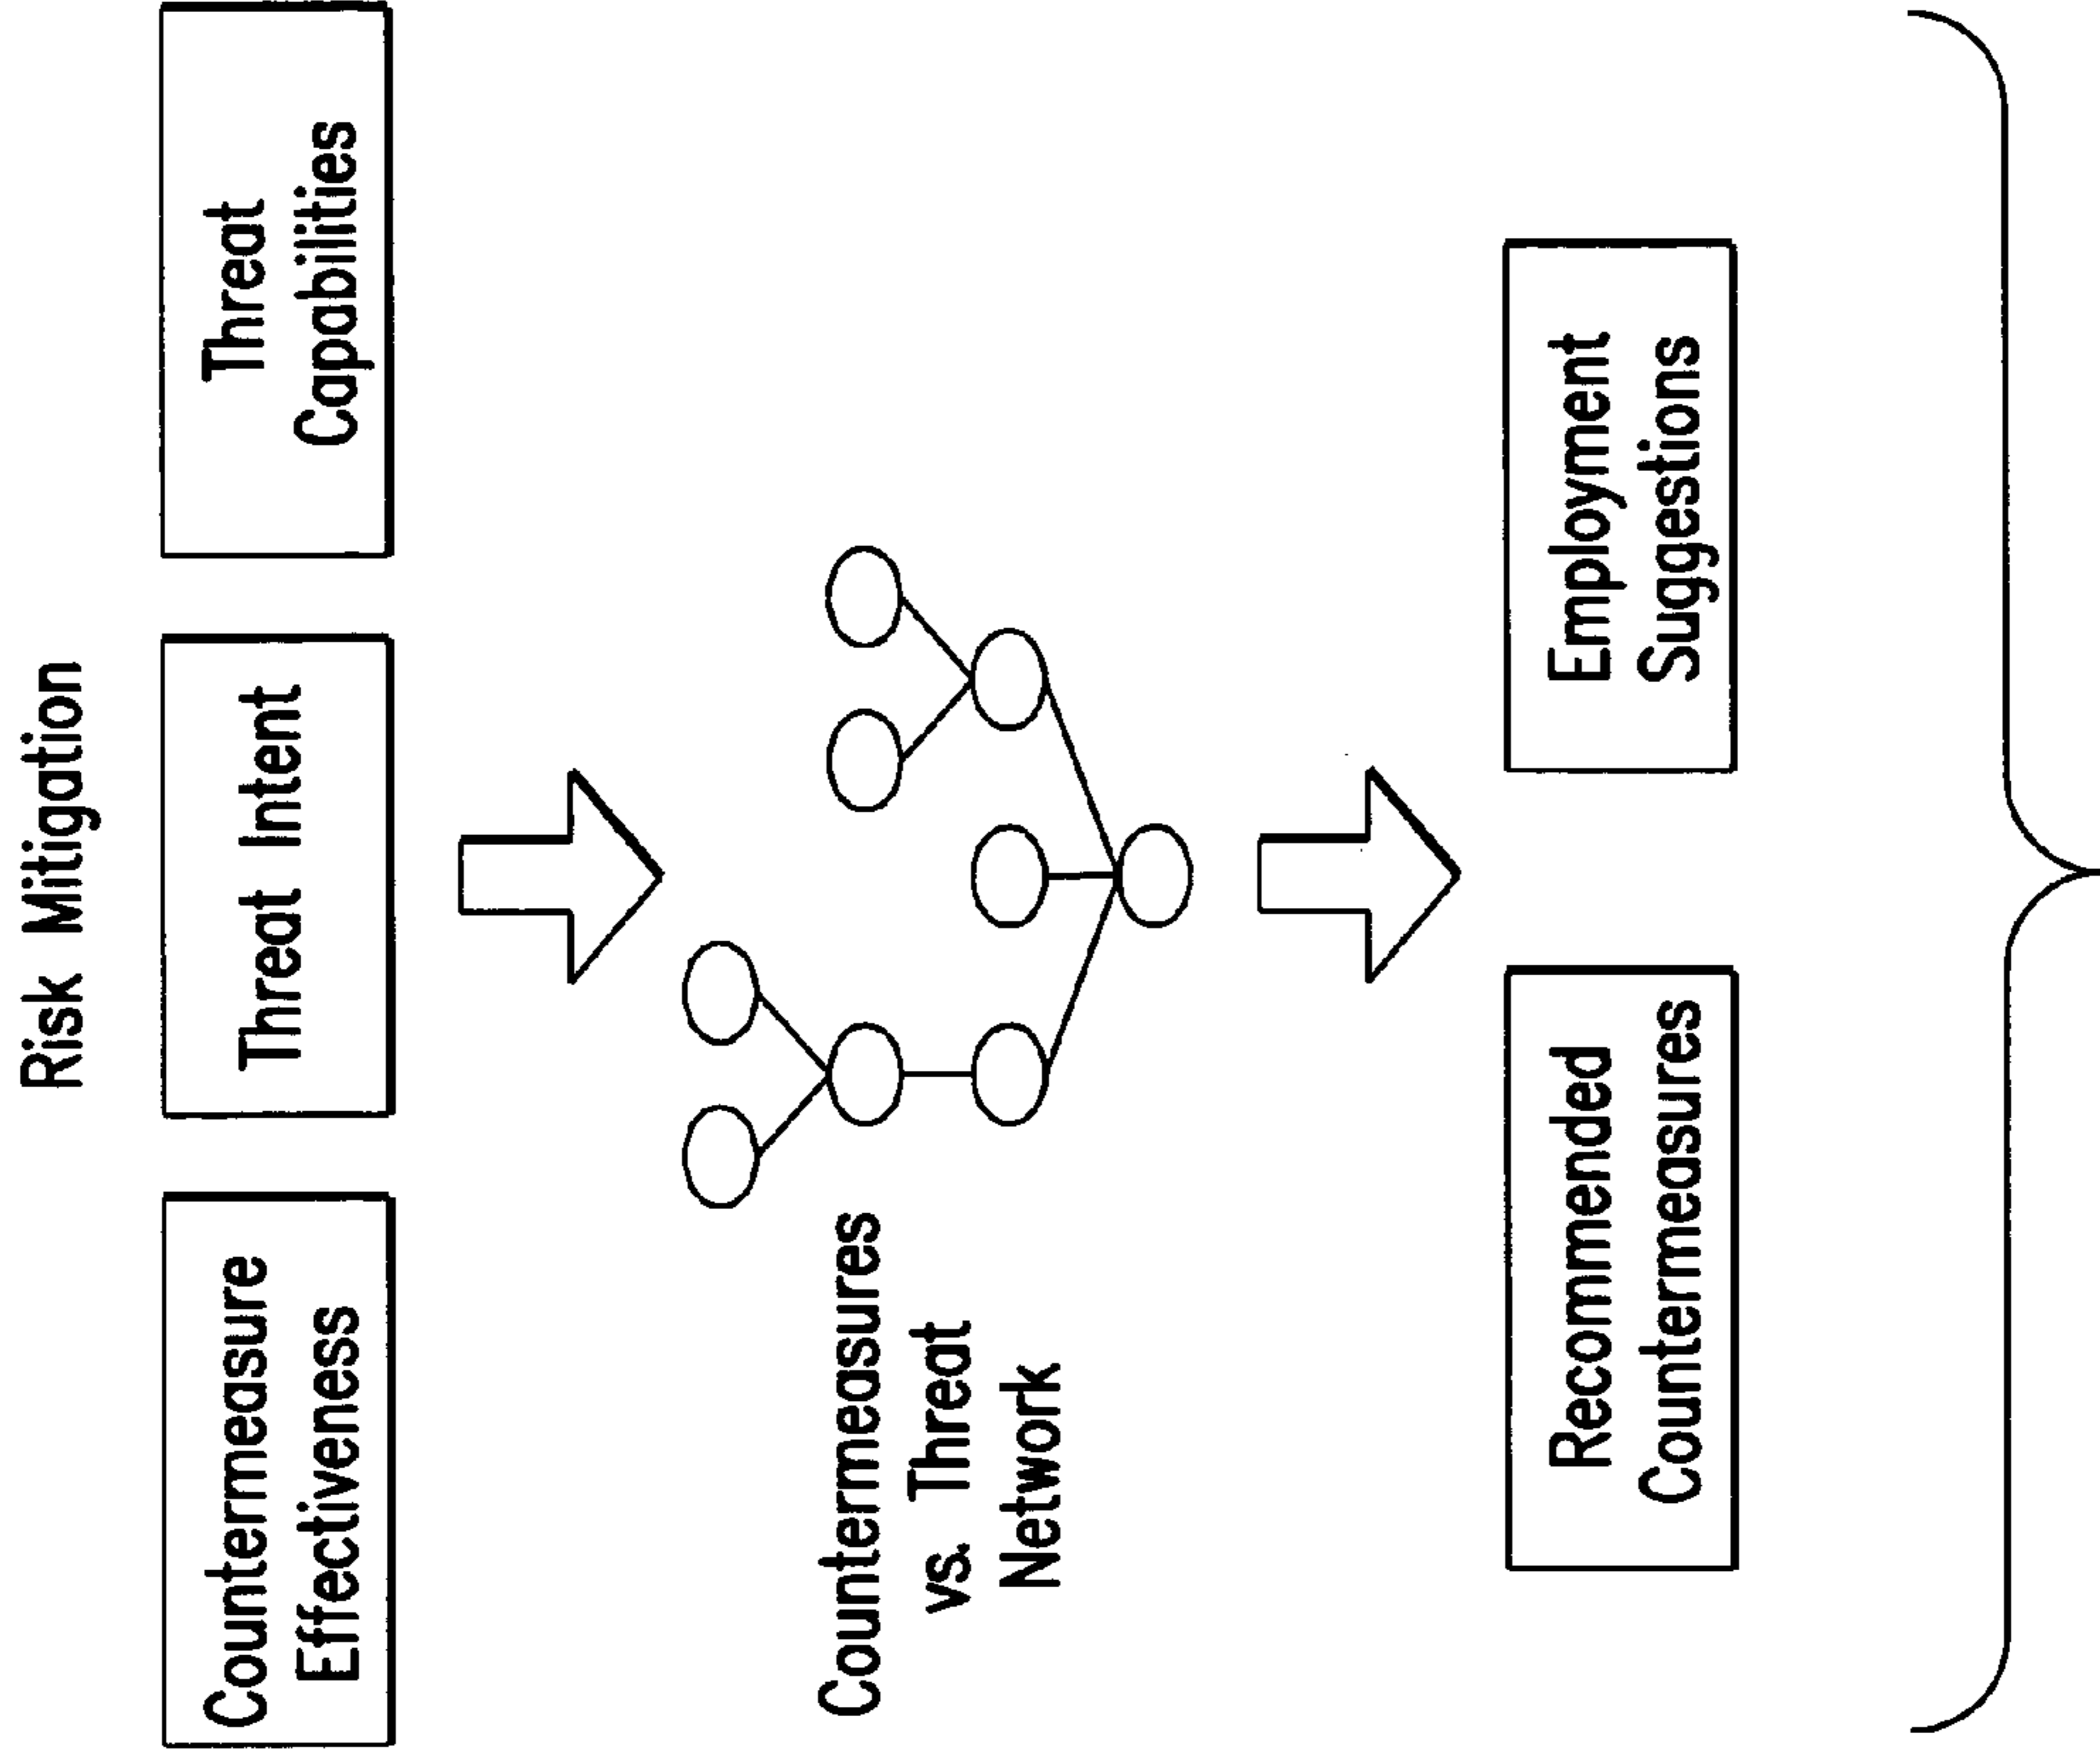 Risk Mitigation
Countermeasure
Effectiveness
Threat Intent
Threat
Capabilities
Countermeasures
vs. Threat
Network
Recommended
Countermeasures
Employment
Suggestions